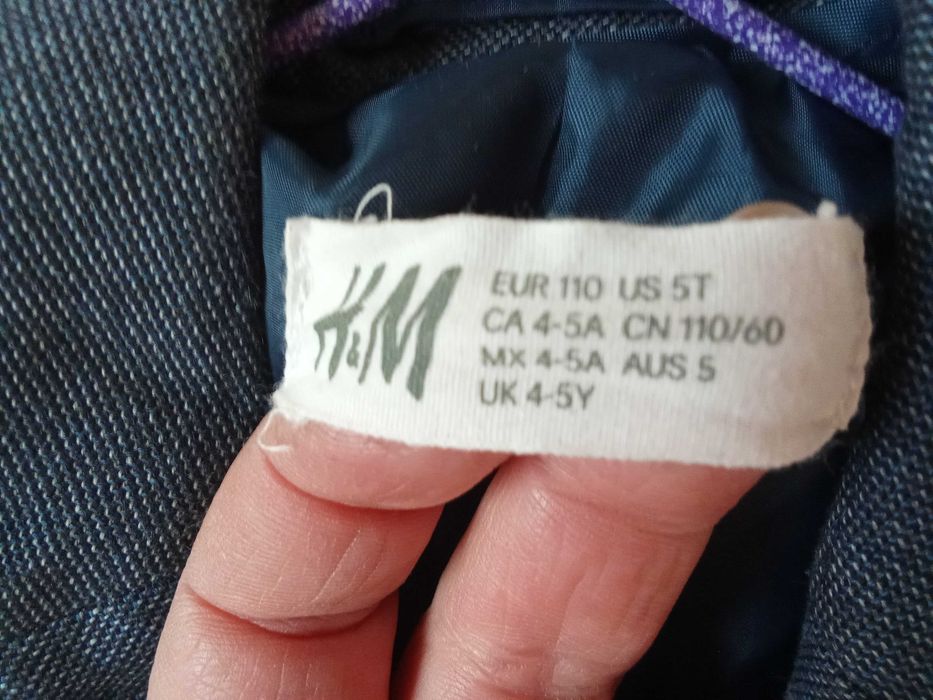 H&M
EUR 110 US 5T
CA 4-5A CN 110/60
MX 4-5A AUS 5
UK 4-5Y